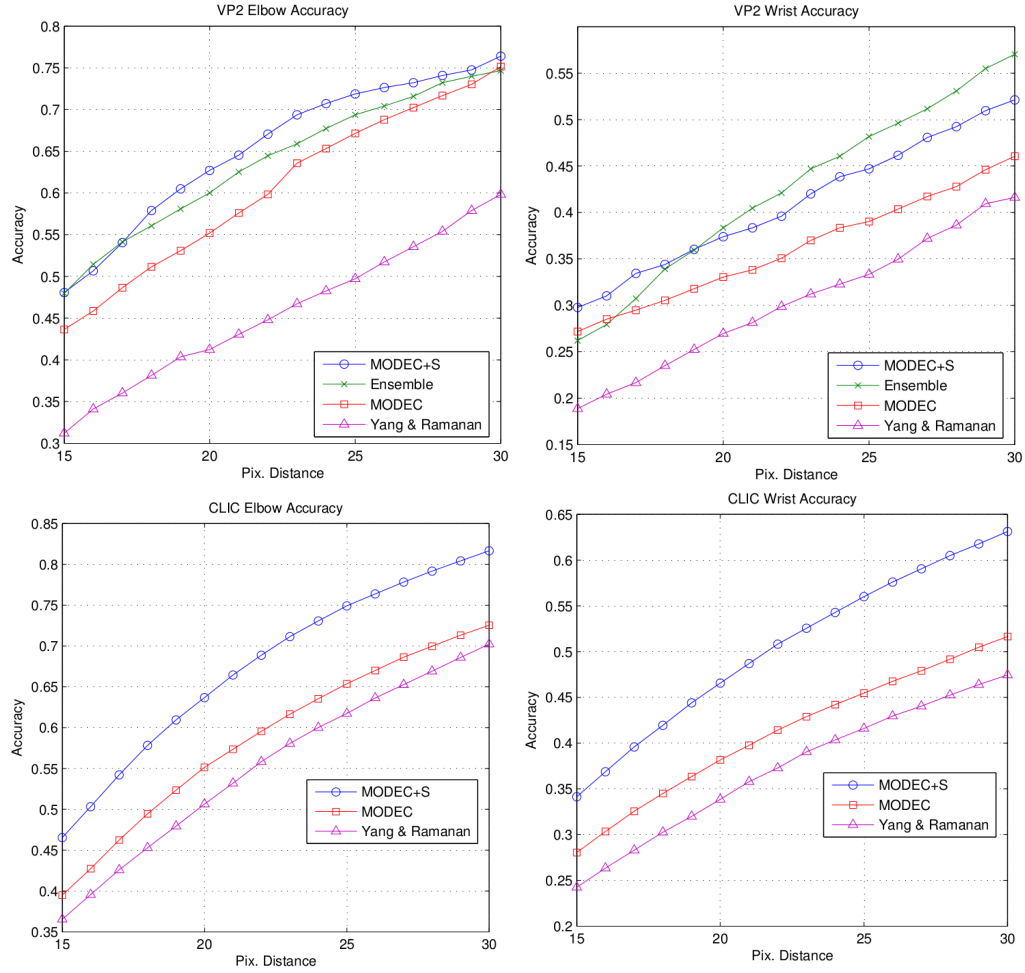 VP2 Elbow Accuracy
0.8
0.75
0.7
0.65
0.6
0.55
0.5
0.45
0.4
0.35
0.3
Accuracy
MODEC+S
Ensemble
MODEC
Yang & Ramanan
15 20 25 30
Pix. Distance
VP2 Wrist Accuracy
0.55
0.5
0.45
0.4
0.35
0.3
0.25
0.2
0.15
Accuracy
MODEC+S
Ensemble
MODEC
Yang & Ramanan
15 20 25 30
Pix. Distance
CLIC Elbow Accuracy
0.85
0.8
0.75
0.7
0.65
0.6
0.55
0.5
0.45
0.4
0.35
Accuracy
MODEC+S
MODEC
Yang & Ramanan
15 20 25 30
Pix. Distance
CLIC Wrist Accuracy
0.65
0.6
0.55
0.5
0.45
0.4
0.35
0.3
0.25
0.2
Accuracy
MODEC+S
MODEC
Yang & Ramanan
15 20 25 30
Pix. Distance